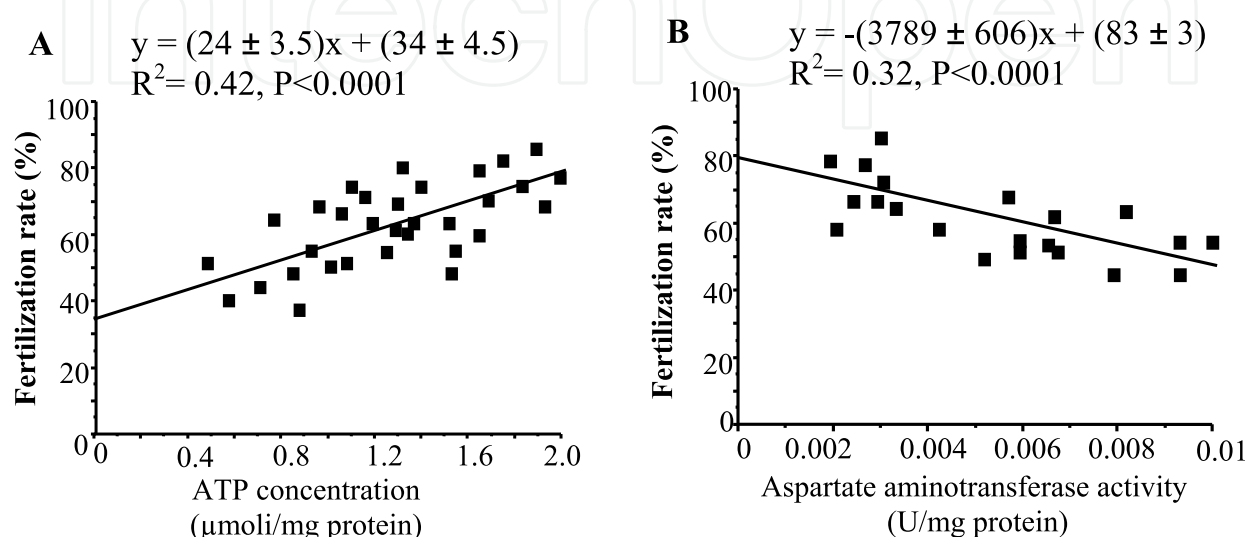 IntechOpen
A
y = (24 ± 3.5)x + (34 ± 4.5)
R²= 0.42, P<0.0001
Fertilization rate (%)
100
80
60
40
20
0
0 0.4 0.8 1.2 1.6 2.0
ATP concentration
(µmoli/mg protein)
B
y = -(3789 ± 606)x + (83 ± 3)
R²= 0.32, P<0.0001
Fertilization rate (%)
100
80
60
40
20
0
0 0.002 0.004 0.006 0.008 0.01
Aspartate aminotransferase activity
(U/mg protein)